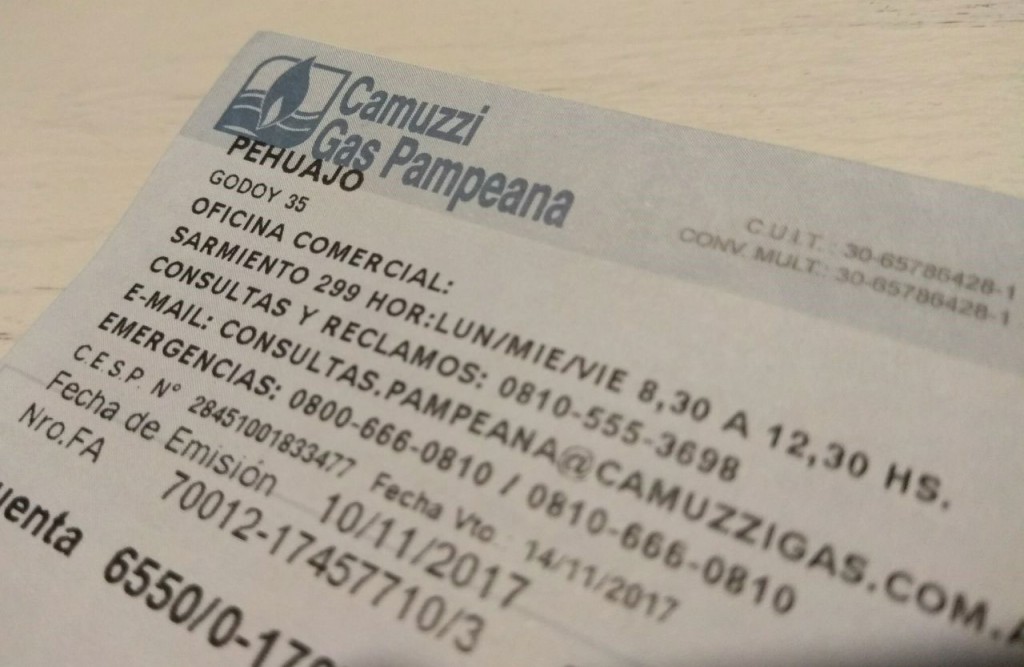 Camuzzi
Gas Pampeana
PEHUAJO
GODOY 35
OFICINA COMERCIAL:
SARMIENTO 299 HOR:LUN/MIE/VIE 8,30 A 12,30 HS.
CONSULTAS Y RECLAMOS: 0810-555-3698
E-MAIL: CONSULTAS.PAMPEANA@CAMUZZIGAS.COM.A
EMERGENCIAS: 0800-666-0810 / 0810-666-0810
C.E.S.P. N° 28451001833477 Fecha Vto.: 14/11/2017
Fecha de Emisión 10/11/2017
Nro.FA 70012-17457710/3
uenta 6550/0-170
C.U.I.T.: 30-65786428-1
CONV. MULT.: 30-65786428-1